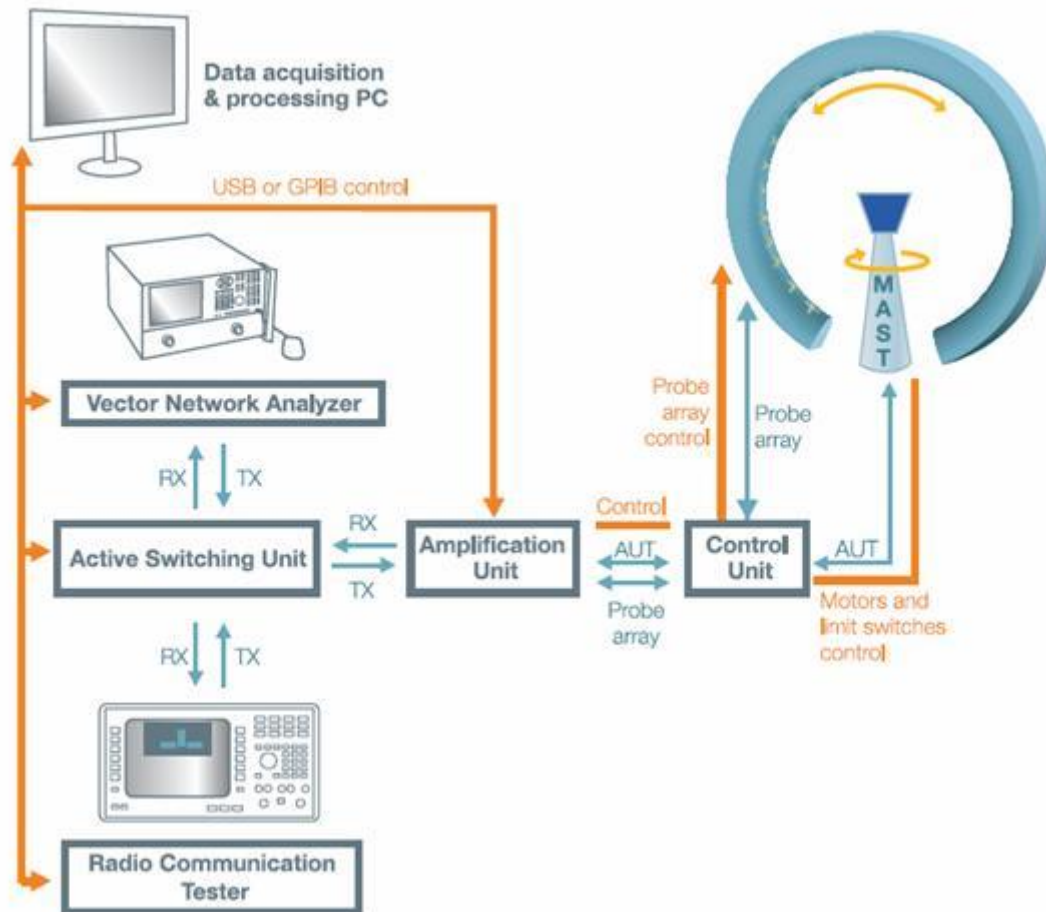 Data acquisition
& processing PC
USB or GPIB control
Vector Network Analyzer
RX
TX
Active Switching Unit
RX
TX
Amplification
Unit
Control
AUT
Probe
array
Control
Unit
Probe
array
control
Probe
array
MAST
AUT
Motors and
limit switches
control
RX
TX
Radio Communication
Tester